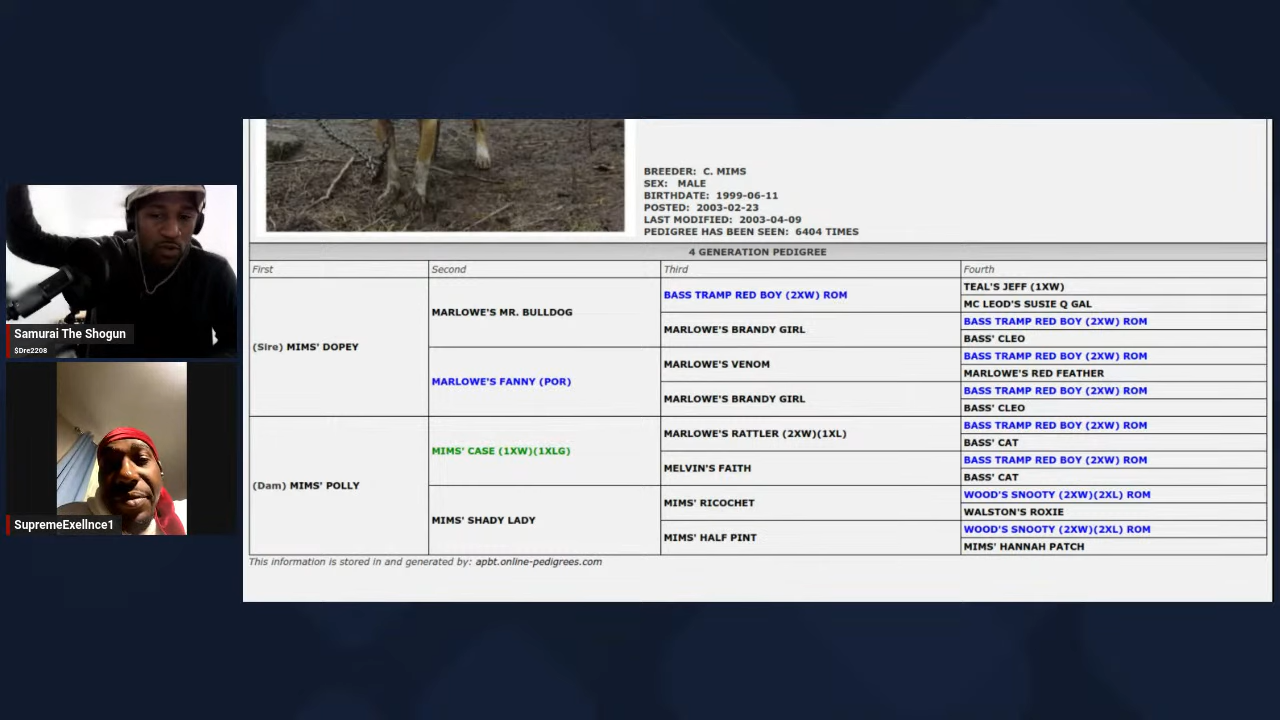 BREEDER: C. MIMS
SEX: MALE
BIRTHDATE: 1999-06-11
POSTED: 2003-02-23
LAST MODIFIED: 2003-04-09
PEDIGREE HAS BEEN SEEN: 6404 TIMES
4 GENERATION PEDIGREE
First Second Third Fourth
(Sire) MIMS' DOPEY
MARLOWE'S MR. BULLDOG
BASS TRAMP RED BOY (2XW) ROM
TEAL'S JEFF (1XW)
MC LEOD'S SUSIE Q GAL
MARLOWE'S BRANDY GIRL
BASS TRAMP RED BOY (2XW) ROM
BASS' CLEO
MARLOWE'S FANNY (POR)
MARLOWE'S VENOM
BASS TRAMP RED BOY (2XW) ROM
MARLOWE'S RED FEATHER
MARLOWE'S BRANDY GIRL
BASS TRAMP RED BOY (2XW) ROM
BASS' CLEO
(Dam) MIMS' POLLY
MIMS' CASE (1XW)(1XLG)
MARLOWE'S RATTLER (2XW)(1XL)
BASS TRAMP RED BOY (2XW) ROM
BASS' CAT
MELVIN'S FAITH
BASS TRAMP RED BOY (2XW) ROM
BASS' CAT
MIMS' SHADY LADY
MIMS' RICOCHET
WOOD'S SNOOTY (2XW)(2XL) ROM
WALSTON'S ROXIE
MIMS' HALF PINT
WOOD'S SNOOTY (2XW)(2XL) ROM
MIMS' HANNAH PATCH
This information is stored in and generated by: apbt.online-pedigrees.com
Samurai The Shogun
$Dre2208
SupremeExellnce1